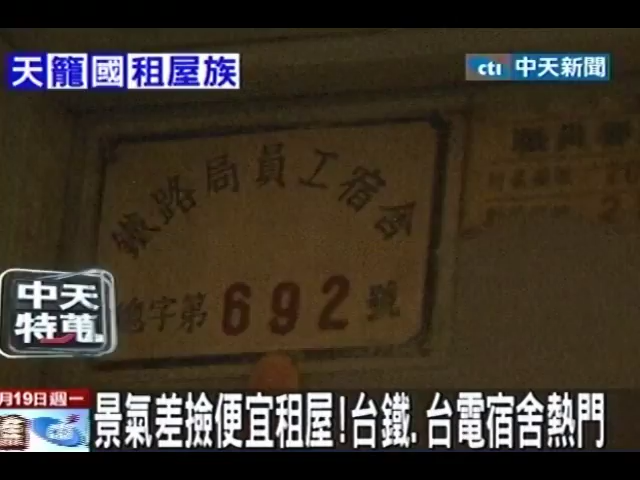 天籠國租屋族
cti 中天新聞
鐵路局員工宿舍
總字第692號
中天
特蒐
月19日週一
景氣差撿便宜租屋!台鐵.台電宿舍熱門